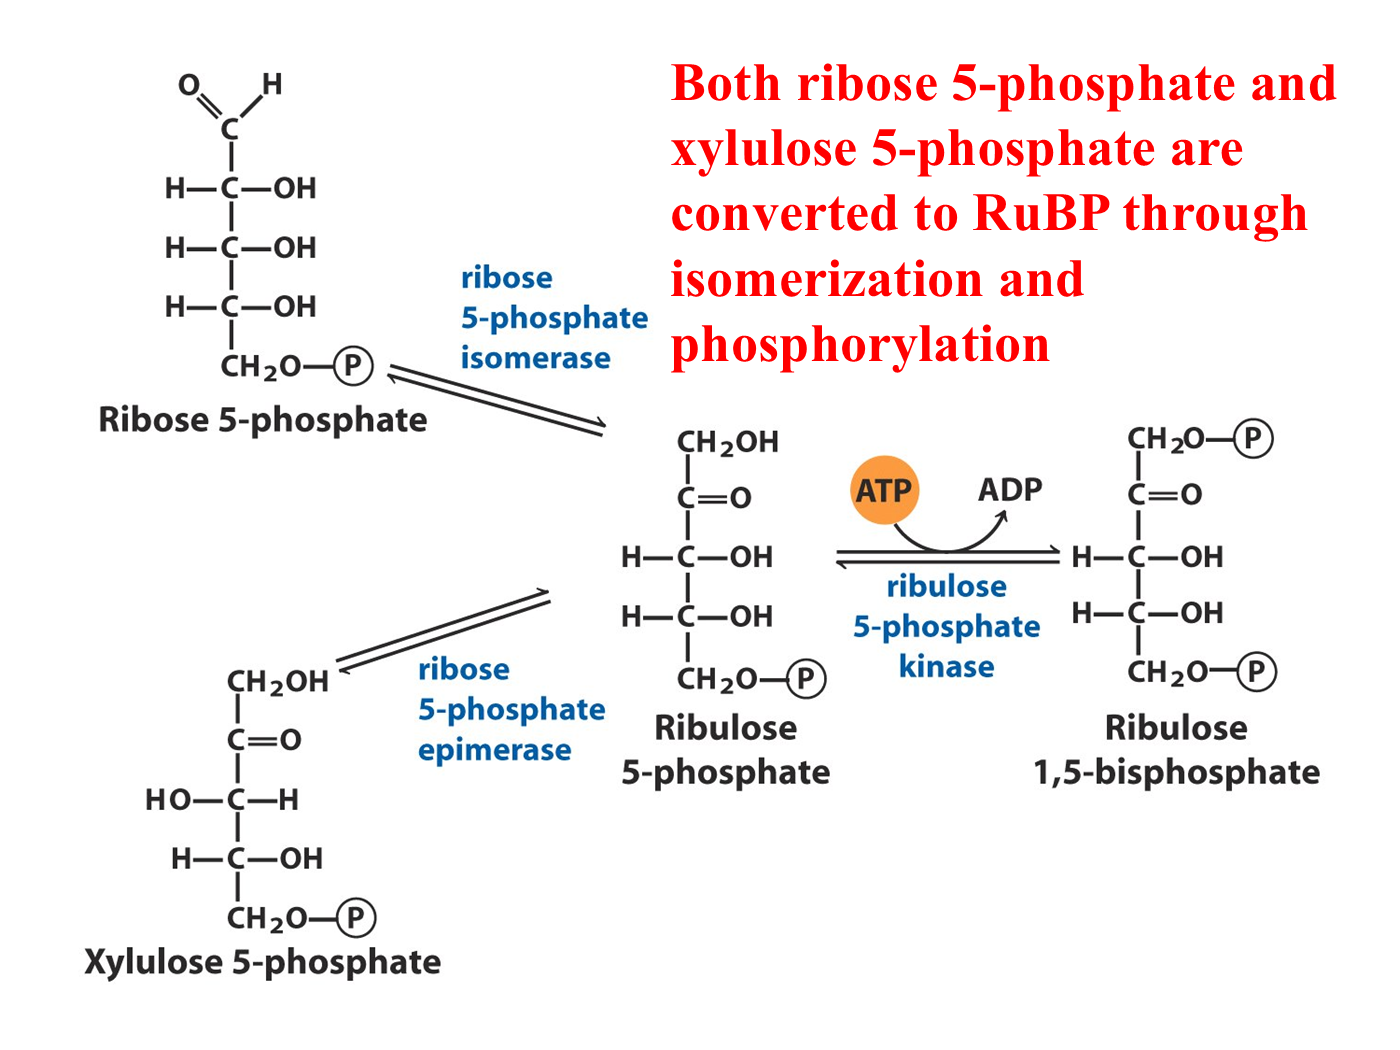 Both ribose 5-phosphate and
xylulose 5-phosphate are
converted to RuBP through
isomerization and
phosphorylation
O H
C
H—C—OH
H—C—OH
H—C—OH
CH₂O—P
Ribose 5-phosphate
ribose
5-phosphate
isomerase
CH₂OH
C=O
HO—C—H
H—C—OH
CH₂O—P
Xylulose 5-phosphate
ribose
5-phosphate
epimerase
CH₂OH
C=O
H—C—OH
H—C—OH
CH₂O—P
Ribulose
5-phosphate
ATP ADP
ribulose
5-phosphate
kinase
CH₂O—P
C=O
H—C—OH
H—C—OH
CH₂O—P
Ribulose
1,5-bisphosphate